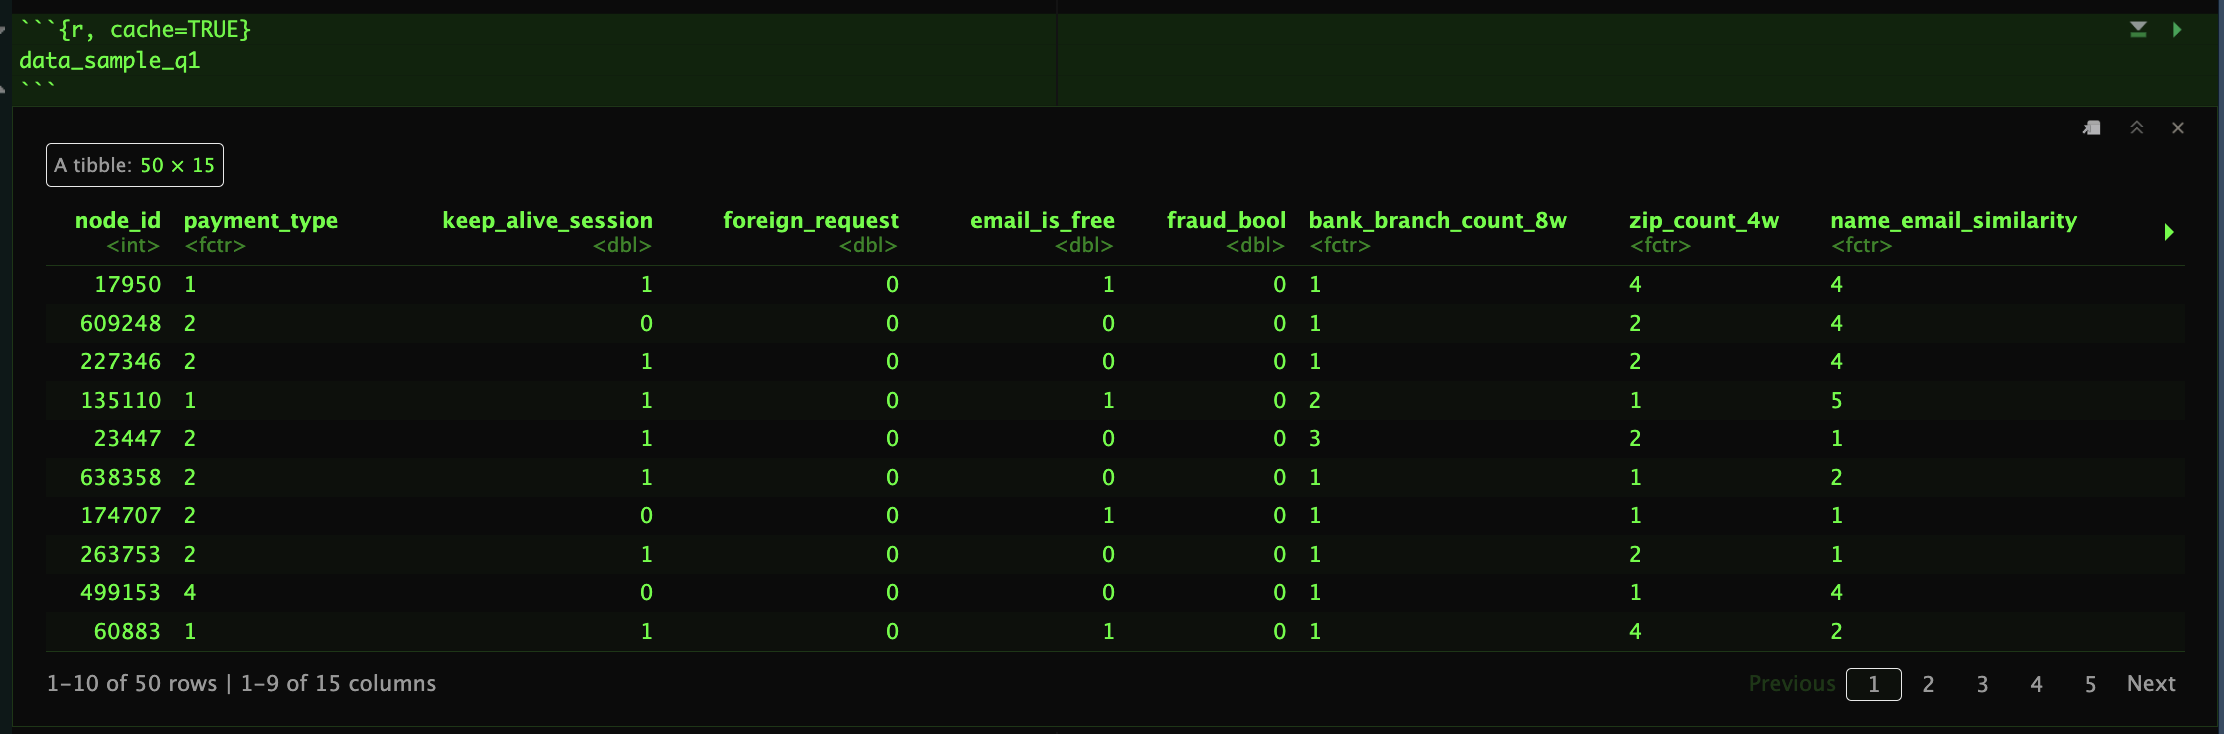 ```{r, cache=TRUE}
data_sample_q1
```
A tibble: 50 × 15
node_id payment_type keep_alive_session foreign_request email_is_free fraud_bool bank_branch_count_8w zip_count_4w name_email_similarity
<int> <fctr> <dbl> <dbl> <dbl> <dbl> <fctr> <fctr> <fctr>
17950 1 1 0 1 0 1 4 4
609248 2 0 0 0 0 1 2 4
227346 2 1 0 0 0 1 2 4
135110 1 1 0 1 0 2 1 5
23447 2 1 0 0 0 3 2 1
638358 2 1 0 0 0 1 1 2
174707 2 0 0 1 0 1 1 1
263753 2 1 0 0 0 1 2 1
499153 4 0 0 0 0 1 1 4
60883 1 1 0 1 0 1 4 2
1–10 of 50 rows | 1–9 of 15 columns Previous 1 2 3 4 5 Next